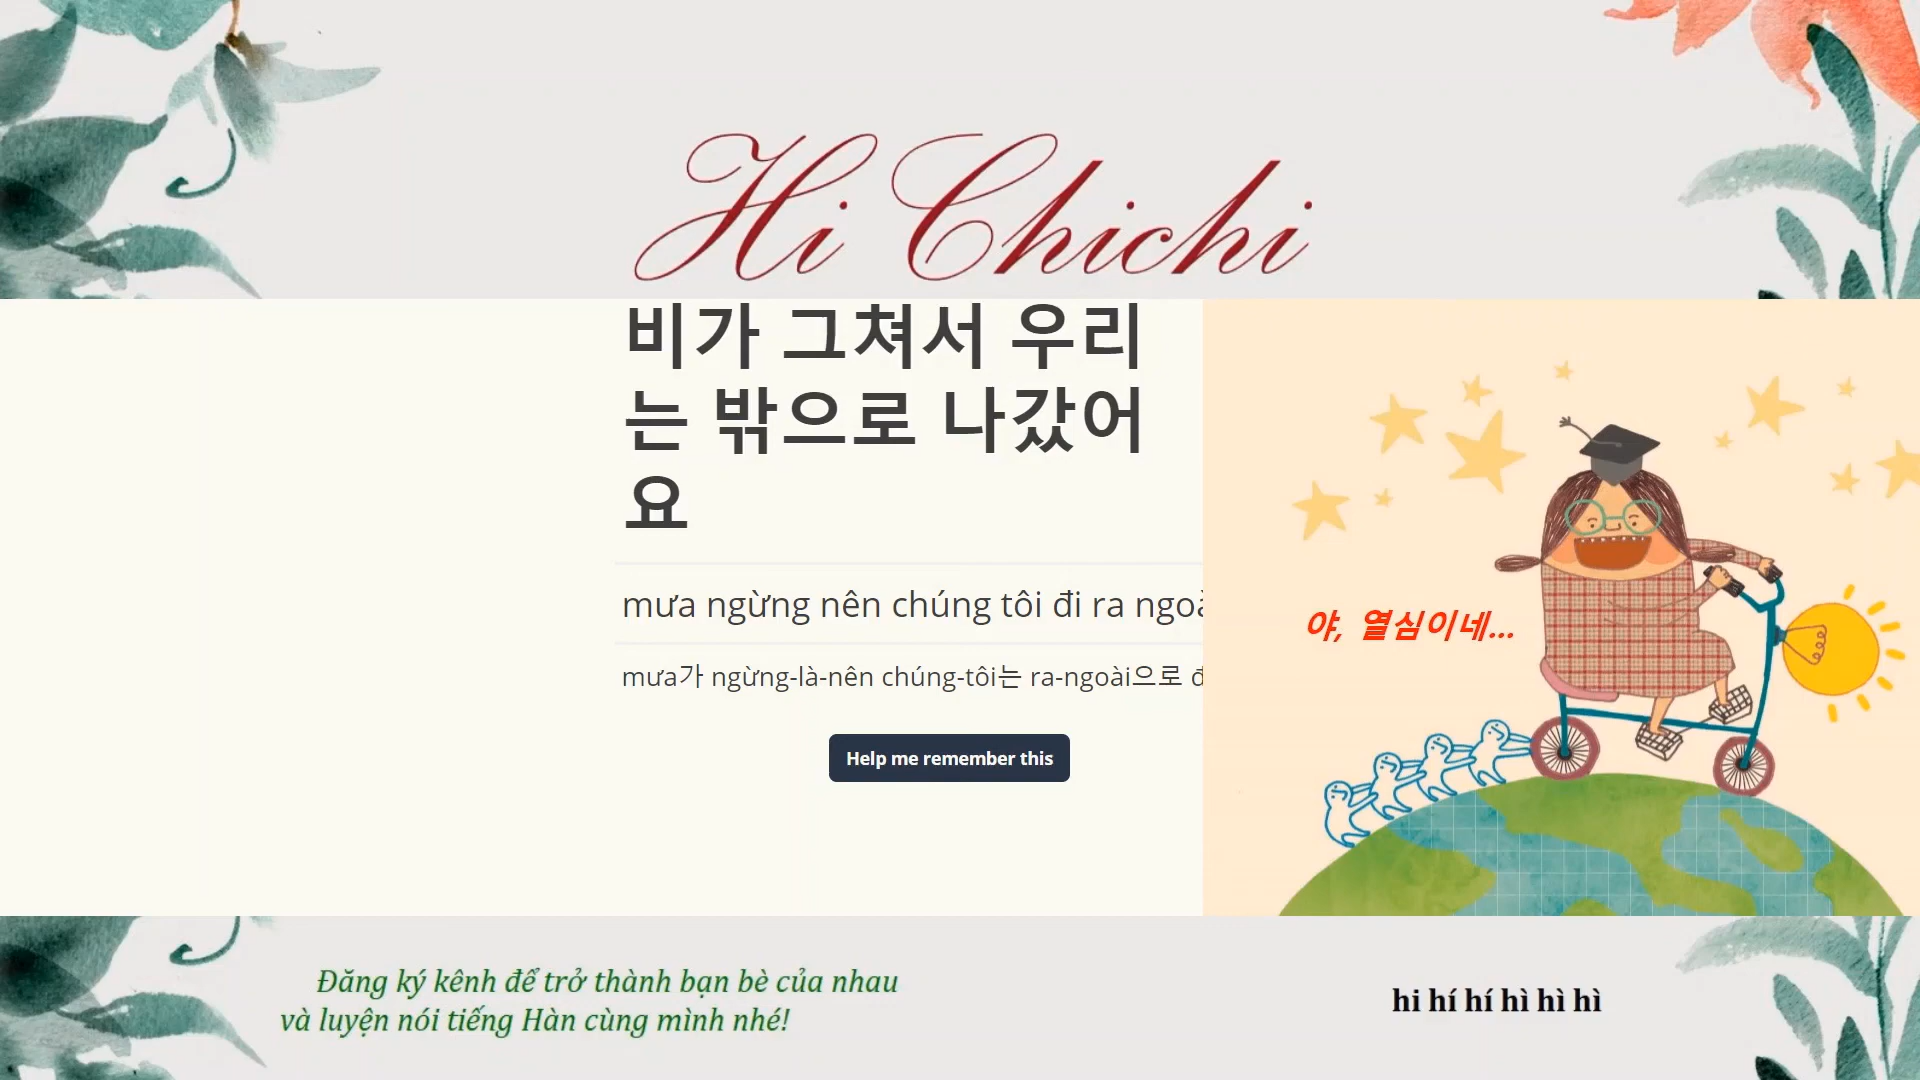 Hi Chichi
비가 그쳐서 우리
는 밖으로 나갔어
요
mưa ngừng nên chúng tôi đi ra
mưa가 ngừng-là-nên chúng-tôi는 ra-ngoài으로
Help me remember this
야, 열심이네...
Đăng ký kênh để trở thành bạn bè của nhau
và luyện nói tiếng Hàn cùng mình nhé!
hi hí hí hì hì hì